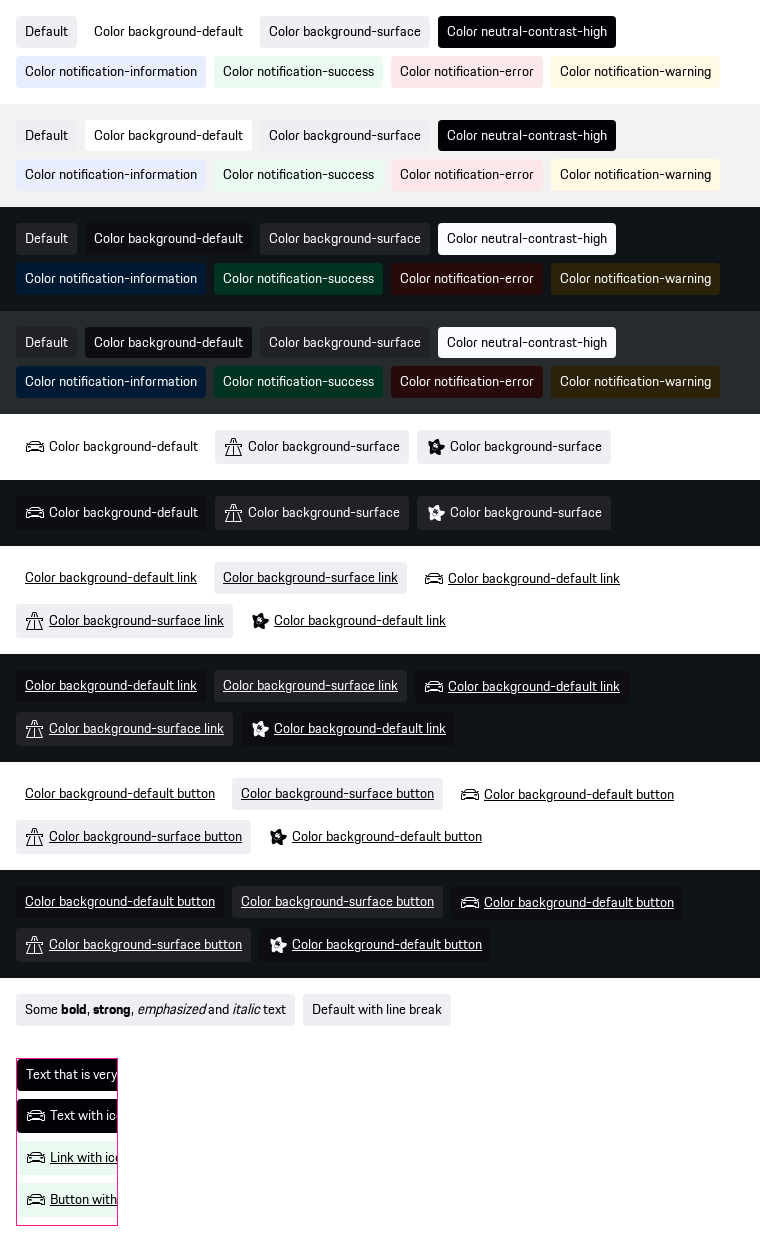 Default Color background-default Color background-surface Color neutral-contrast-high
Color notification-information Color notification-success Color notification-error Color notification-warning
Default Color background-default Color background-surface Color neutral-contrast-high
Color notification-information Color notification-success Color notification-error Color notification-warning
Default Color background-default Color background-surface Color neutral-contrast-high
Color notification-information Color notification-success Color notification-error Color notification-warning
Default Color background-default Color background-surface Color neutral-contrast-high
Color notification-information Color notification-success Color notification-error Color notification-warning
Color background-default Color background-surface Color background-surface
Color background-default Color background-surface Color background-surface
Color background-default link Color background-surface link Color background-default link
Color background-surface link Color background-default link
Color background-default link Color background-surface link Color background-default link
Color background-surface link Color background-default link
Color background-default button Color background-surface button Color background-default button
Color background-surface button Color background-default button
Color background-default button Color background-surface button Color background-default button
Color background-surface button Color background-default button
Some bold, strong, emphasized and italic text Default with line break
Text that is very
Text with ic
Link with ic
Button with